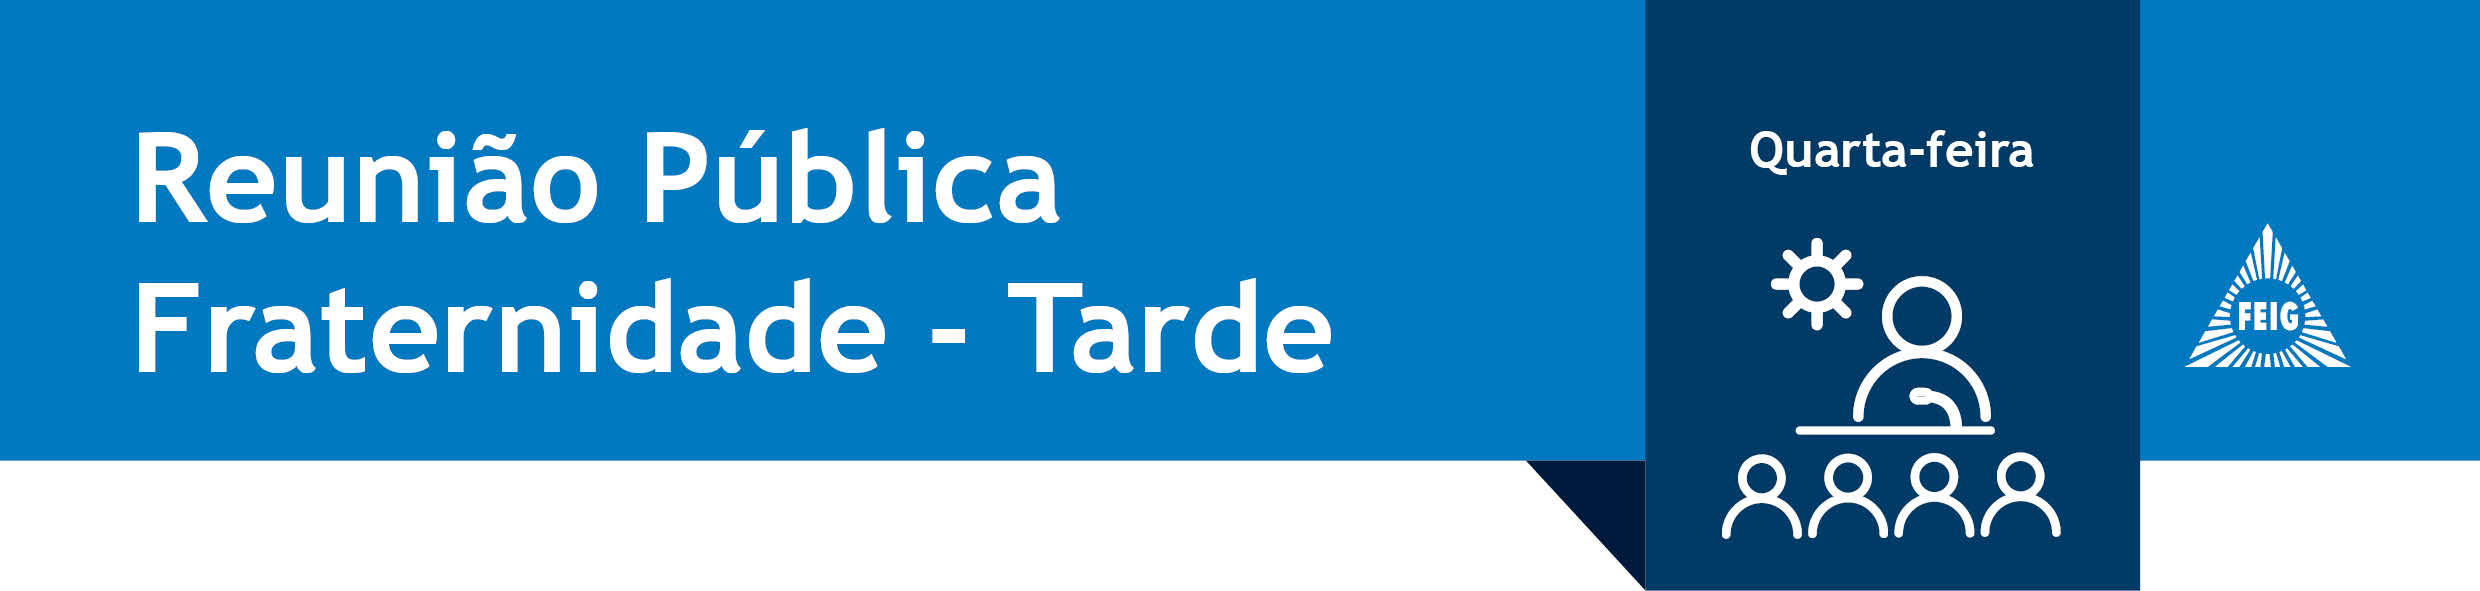 Reunião Pública
Fraternidade - Tarde
Quarta-feira
FEIG